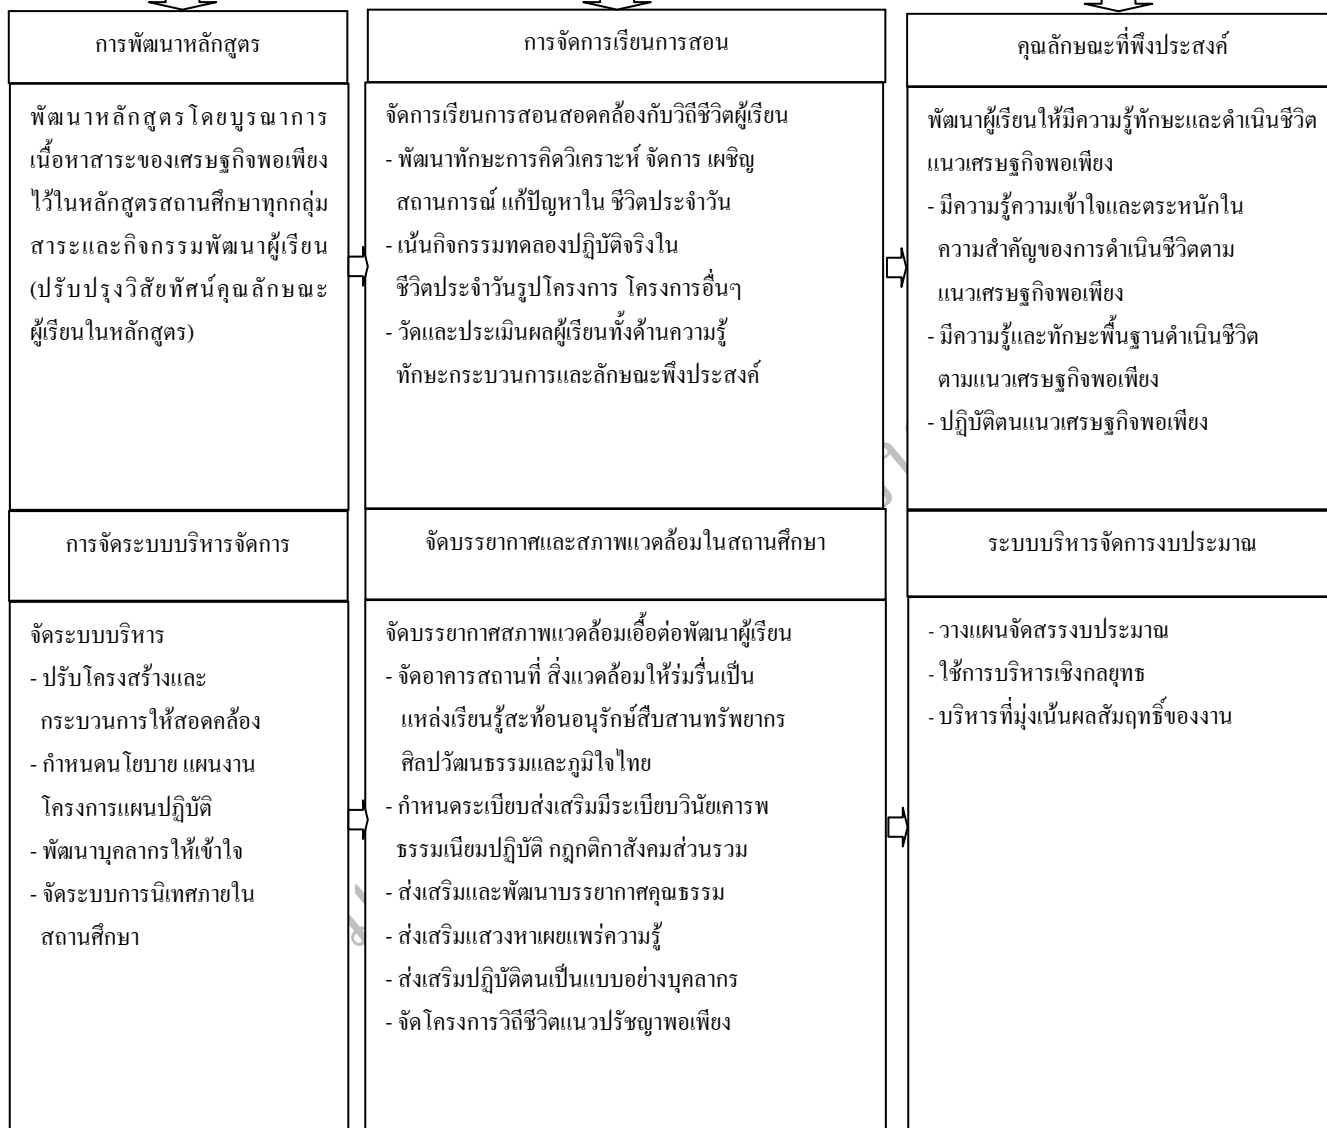 การพัฒนาหลักสูตร
พัฒนาหลักสูตรโดยบูรณาการ
เนื้อหาสาระของเศรษฐกิจพอเพียง
ไว้ในหลักสูตรสถานศึกษาทุกกลุ่ม
สาระและกิจกรรมพัฒนาผู้เรียน
(ปรับปรุงวิสัยทัศน์คุณลักษณะ
ผู้เรียนในหลักสูตร)
การจัดการเรียนการสอน
จัดการเรียนการสอนสอดคล้องกับวิถีชีวิตผู้เรียน
- พัฒนาทักษะการคิดวิเคราะห์ จัดการ เผชิญ
สถานการณ์ แก้ปัญหาใน ชีวิตประจำวัน
- เน้นกิจกรรมทดลองปฏิบัติจริงใน
ชีวิตประจำวันรูปโครงการ โครงการอื่นๆ
- วัดและประเมินผลผู้เรียนทั้งด้านความรู้
ทักษะกระบวนการและลักษณะพึงประสงค์
คุณลักษณะที่พึงประสงค์
พัฒนาผู้เรียนให้มีความรู้ทักษะและดำเนินชีวิต
แนวเศรษฐกิจพอเพียง
- มีความรู้ความเข้าใจและตระหนักใน
ความสำคัญของการดำเนินชีวิตตาม
แนวเศรษฐกิจพอเพียง
- มีความรู้และทักษะพื้นฐานดำเนินชีวิต
ตามแนวเศรษฐกิจพอเพียง
- ปฏิบัติตนแนวเศรษฐกิจพอเพียง
การจัดระบบบริหารจัดการ
จัดระบบบริหาร
- ปรับโครงสร้างและ
กระบวนการให้สอดคล้อง
- กำหนดนโยบาย แผนงาน
โครงการแผนปฏิบัติ
- พัฒนาบุคลากรให้เข้าใจ
- จัดระบบการนิเทศภายใน
สถานศึกษา
จัดบรรยากาศและสภาพแวดล้อมในสถานศึกษา
จัดบรรยากาศสภาพแวดล้อมเอื้อต่อพัฒนาผู้เรียน
- จัดอาคารสถานที่ สิ่งแวดล้อมให้ร่มรื่นเป็น
แหล่งเรียนรู้สะท้อนอนุรักษ์สืบสานทรัพยากร
ศิลปวัฒนธรรมและภูมิใจไทย
- กำหนดระเบียบส่งเสริมมีระเบียบวินัยเคารพ
ธรรมเนียมปฏิบัติ กฎกติกาสังคมส่วนรวม
- ส่งเสริมและพัฒนาบรรยากาศคุณธรรม
- ส่งเสริมแสวงหาเผยแพร่ความรู้
- ส่งเสริมปฏิบัติตนเป็นแบบอย่างบุคลากร
- จัดโครงการวิถีชีวิตแนวปรัชญาพอเพียง
ระบบบริหารจัดการงบประมาณ
- วางแผนจัดสรรงบประมาณ
- ใช้การบริหารเชิงกลยุทธ
- บริหารที่มุ่งเน้นผลสัมฤทธิ์ของงาน